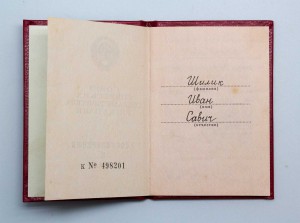 к № 498201
Шилик
(фамилия)
Иван
(имя)
Савич
(отчество)